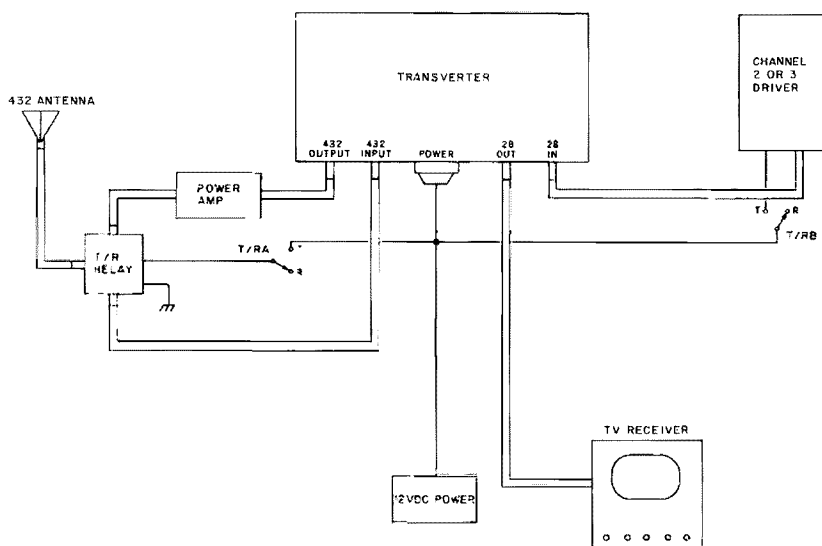 TRANSVERTER
CHANNEL
2 OR 3
DRIVER
432 ANTENNA
432
OUTPUT
432
INPUT
POWER
28
OUT
28
IN
POWER
AMP
T/R
RELAY
T/RA
R
T
R
T/RB
TV RECEIVER
12VDC POWER